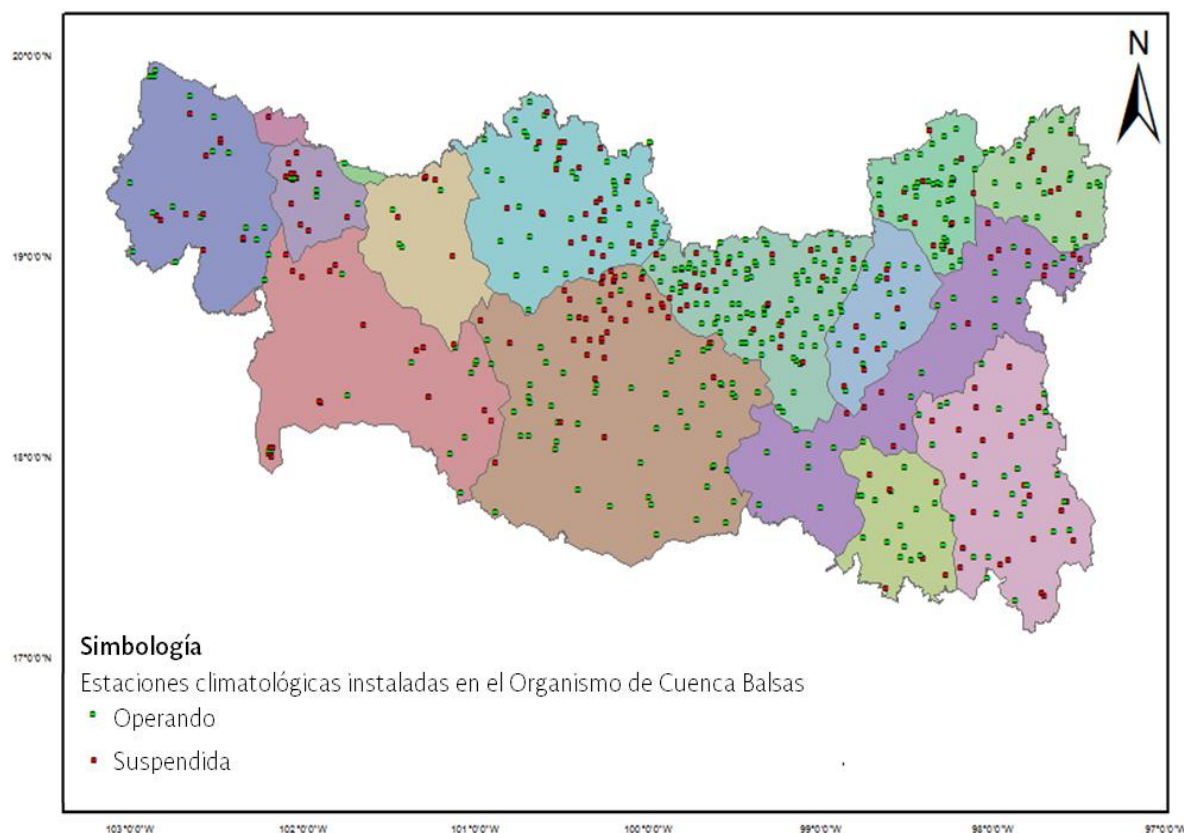 20°0'0"N
N
19°0'0"N
18°0'0"N
17°0'0"N
Simbología
Estaciones climatológicas instaladas en el Organismo de Cuenca Balsas
Operando
Suspendida
103°0'0"W 102°0'0"W 101°0'0"W 100°0'0"W 99°0'0"W 98°0'0"W 97°0'0"W